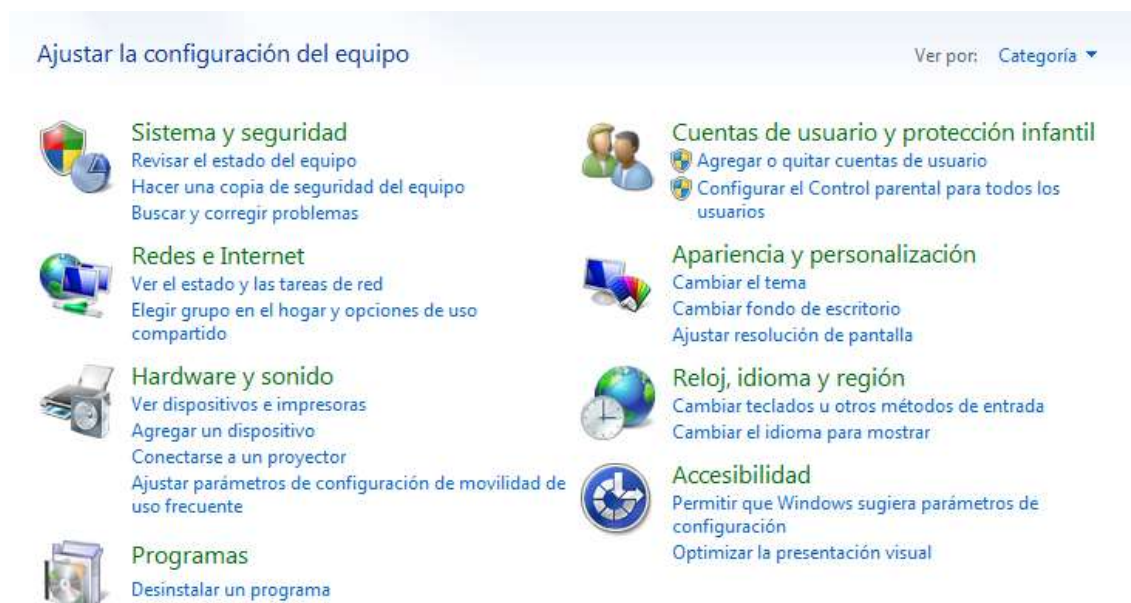 Ajustar la configuración del equipo
Ver por: Categoría
Sistema y seguridad
Revisar el estado del equipo
Hacer una copia de seguridad del equipo
Buscar y corregir problemas
Redes e Internet
Ver el estado y las tareas de red
Elegir grupo en el hogar y opciones de uso
compartido
Hardware y sonido
Ver dispositivos e impresoras
Agregar un dispositivo
Conectarse a un proyector
Ajustar parámetros de configuración de movilidad de
uso frecuente
Programas
Desinstalar un programa
Cuentas de usuario y protección infantil
Agregar o quitar cuentas de usuario
Configurar el Control parental para todos los
usuarios
Apariencia y personalización
Cambiar el tema
Cambiar fondo de escritorio
Ajustar resolución de pantalla
Reloj, idioma y región
Cambiar teclados u otros métodos de entrada
Cambiar el idioma para mostrar
Accesibilidad
Permitir que Windows sugiera parámetros de
configuración
Optimizar la presentación visual